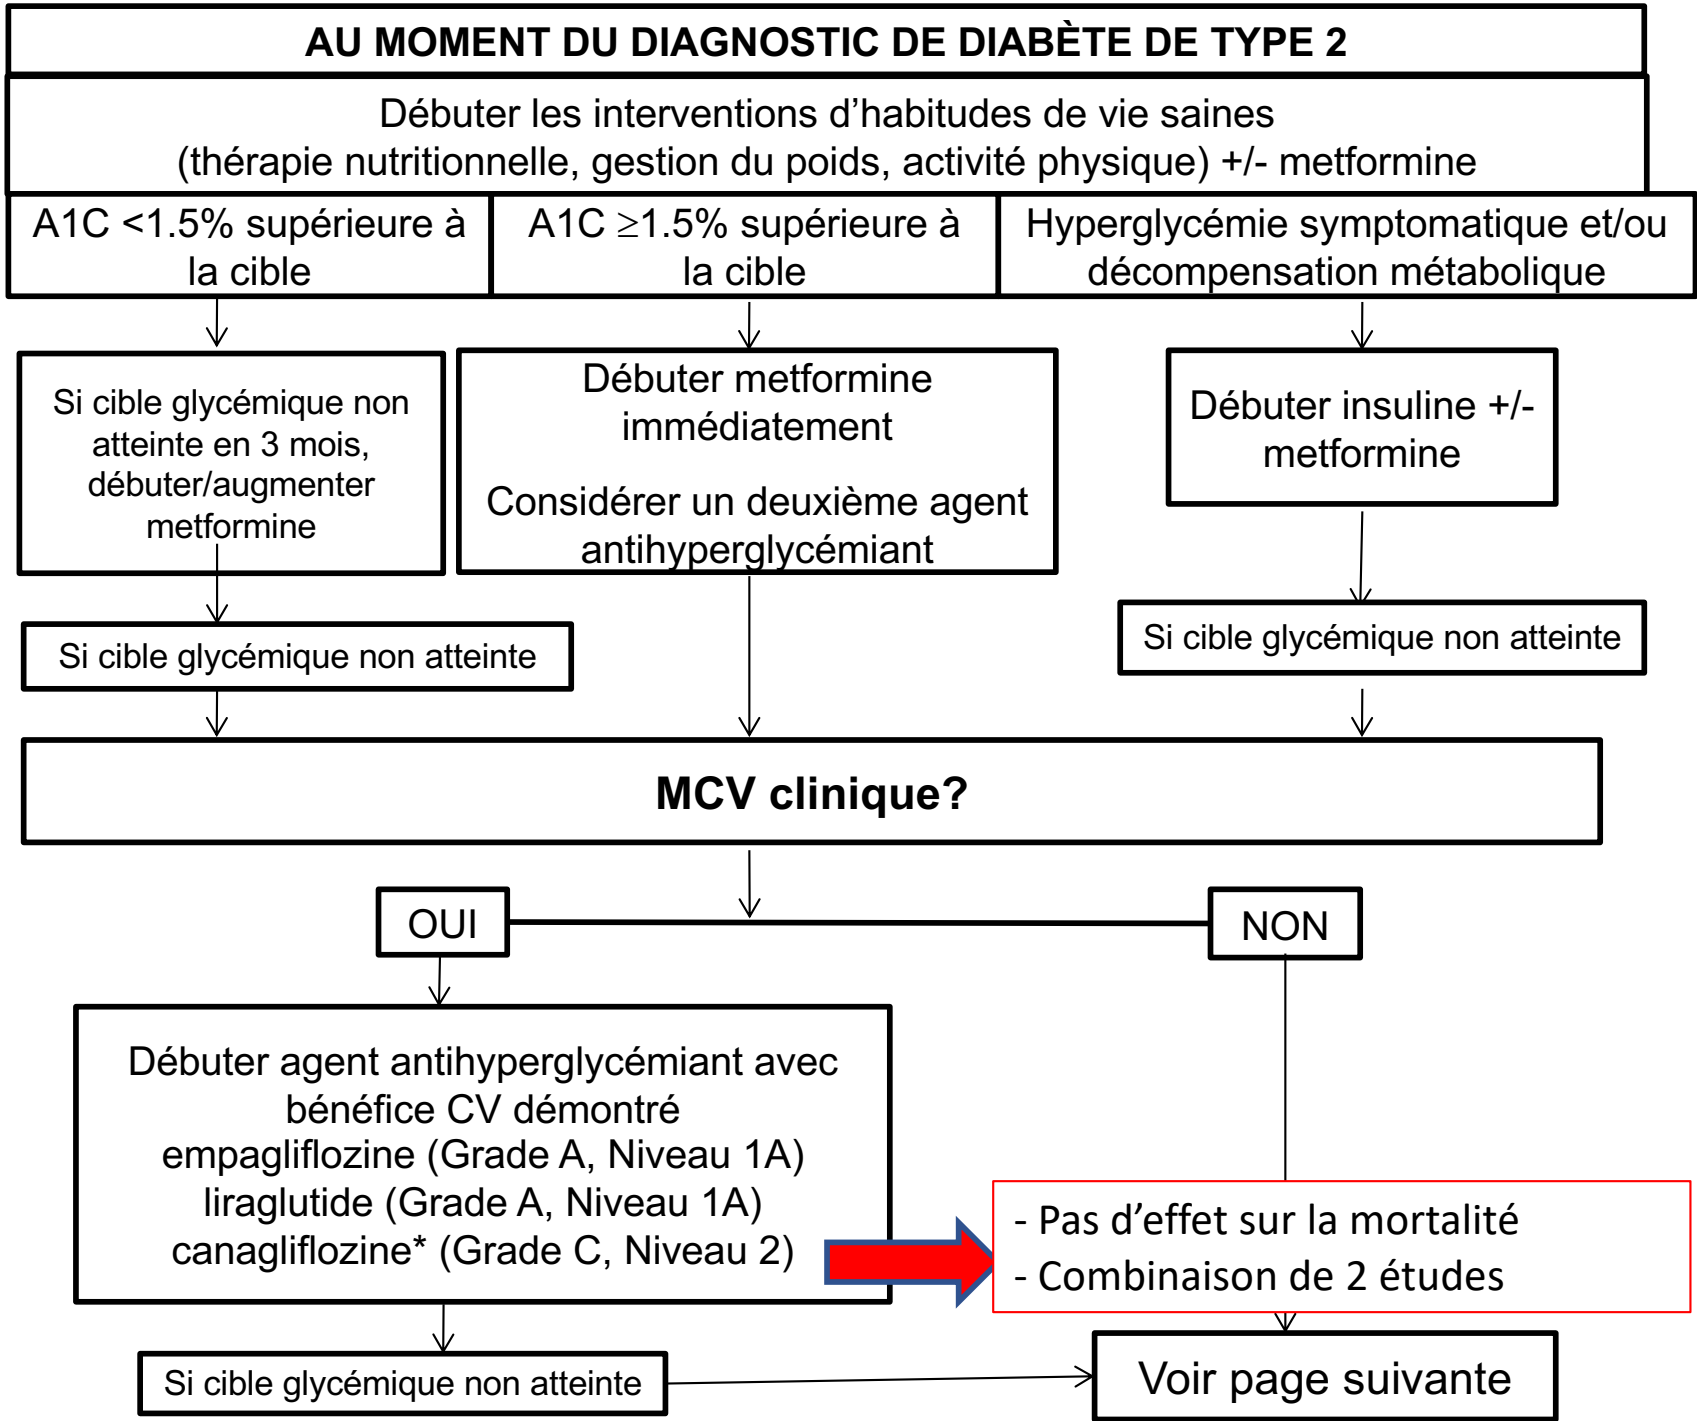 AU MOMENT DU DIAGNOSTIC DE DIABÈTE DE TYPE 2
Débuter les interventions d’habitudes de vie saines
(thérapie nutritionnelle, gestion du poids, activité physique) +/- metformine
A1C <1.5% supérieure à
la cible
A1C ≥1.5% supérieure à
la cible
Hyperglycémie symptomatique et/ou
décompensation métabolique
Si cible glycémique non
atteinte en 3 mois,
débuter/augmenter
metformine
Débuter metformine
immédiatement
Considérer un deuxième agent
antihyperglycémiant
Débuter insuline +/-
metformine
Si cible glycémique non atteinte
Si cible glycémique non atteinte
MCV clinique?
OUI
NON
Débuter agent antihyperglycémiant avec
bénéfice CV démontré
empagliflozine (Grade A, Niveau 1A)
liraglutide (Grade A, Niveau 1A)
canagliflozine* (Grade C, Niveau 2)
- Pas d’effet sur la mortalité
- Combinaison de 2 études
Si cible glycémique non atteinte
Voir page suivante